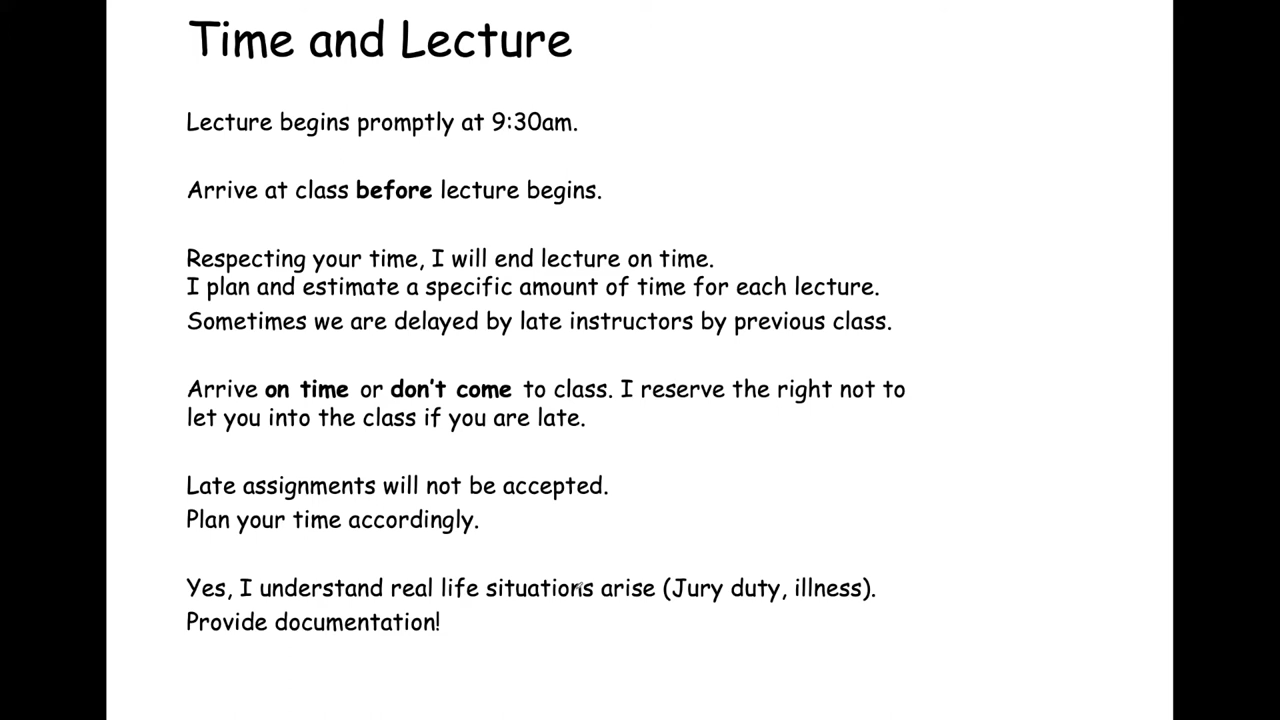 Time and Lecture
Lecture begins promptly at 9:30am.
Arrive at class before lecture begins.
Respecting your time, I will end lecture on time.
I plan and estimate a specific amount of time for each lecture.
Sometimes we are delayed by late instructors by previous class.
Arrive on time or don't come to class. I reserve the right not to
let you into the class if you are late.
Late assignments will not be accepted.
Plan your time accordingly.
Yes, I understand real life situations arise (Jury duty, illness).
Provide documentation!